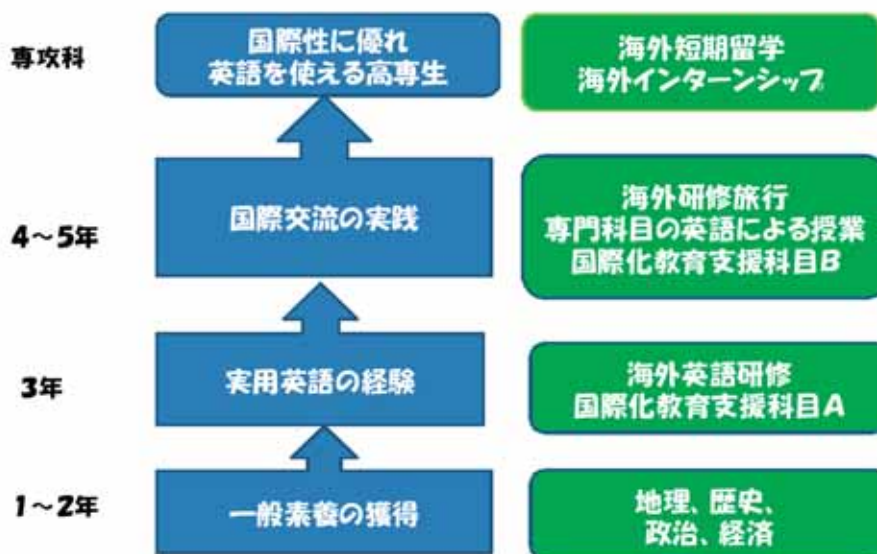 専攻科
国際性に優れ
英語を使える高専生
海外短期留学
海外インターンシップ
4～5年
国際交流の実践
海外研修旅行
専門科目の英語による授業
国際化教育支援科目B
3年
実用英語の経験
海外英語研修
国際化教育支援科目A
1～2年
一般素養の獲得
地理、歴史、
政治、経済